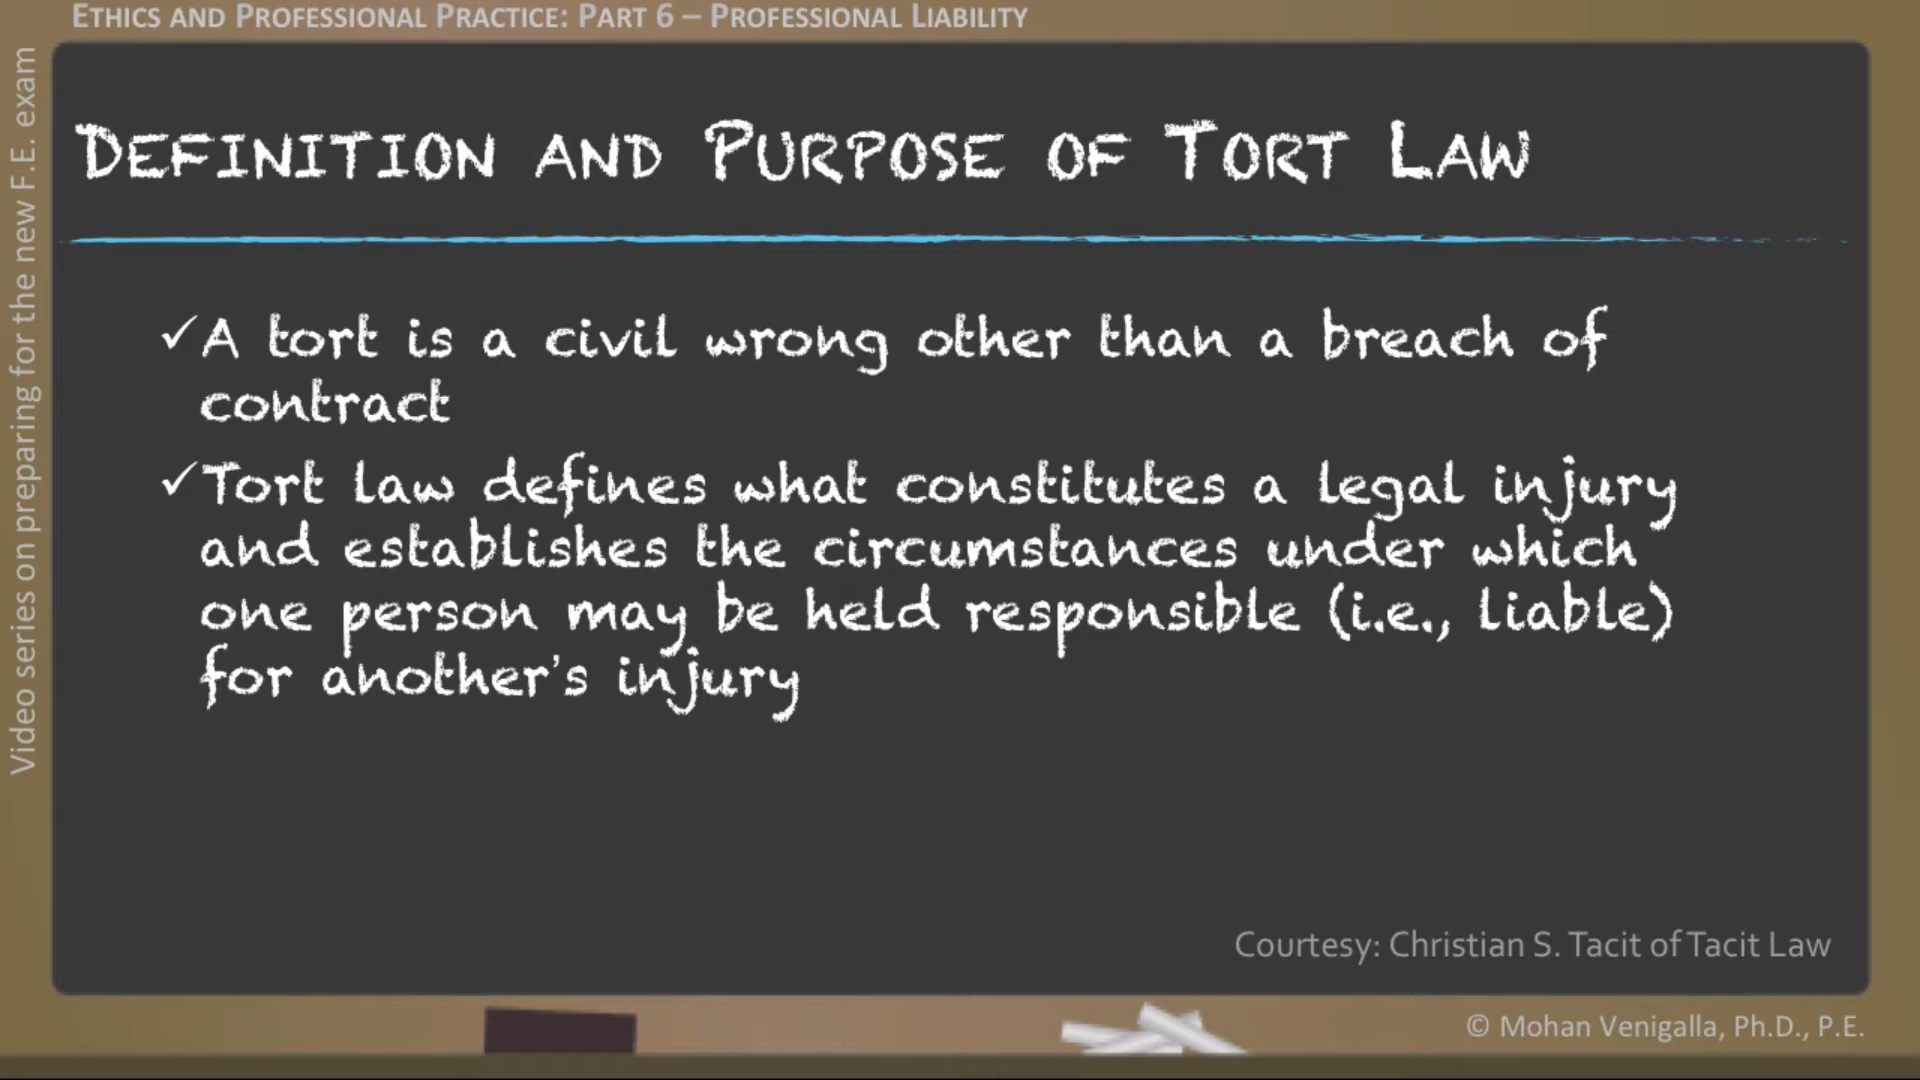 Ethics and Professional Practice: Part 6 – Professional Liability
Video series on preparing for the new F.E. exam
Definition and Purpose of Tort Law
✓A tort is a civil wrong other than a breach of
contract
✓Tort law defines what constitutes a legal injury
and establishes the circumstances under which
one person may be held responsible (i.e., liable)
for another's injury
Courtesy: Christian S. Tacit of Tacit Law
© Mohan Venigalla, Ph.D., P.E.